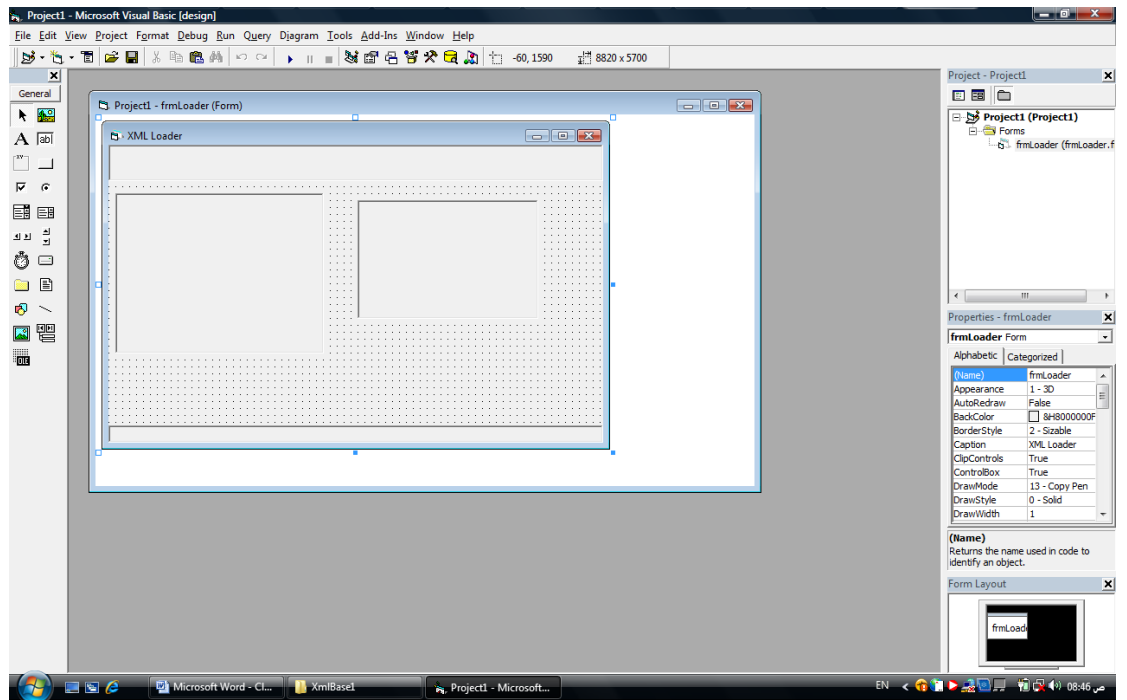 Project1 - Microsoft Visual Basic [design]
File Edit View Project Format Debug Run Query Diagram Tools Add-Ins Window Help
-60, 1590 8820 x 5700
General
Project1 - frmLoader (Form)
XML Loader
A ab|
OLE
Project - Project1
Project1 (Project1)
Forms
frmLoader (frmLoader.f
Properties - frmLoader
frmLoader Form
Alphabetic Categorized
(Name) frmLoader
Appearance 1 - 3D
AutoRedraw False
BackColor &H8000000F
BorderStyle 2 - Sizable
Caption XML Loader
ClipControls True
ControlBox True
DrawMode 13 - Copy Pen
DrawStyle 0 - Solid
DrawWidth 1
(Name)
Returns the name used in code to
identify an object.
Form Layout
frmLoad
Microsoft Word - Cl... XmlBase1 Project1 - Microsoft... EN 08:46 ص